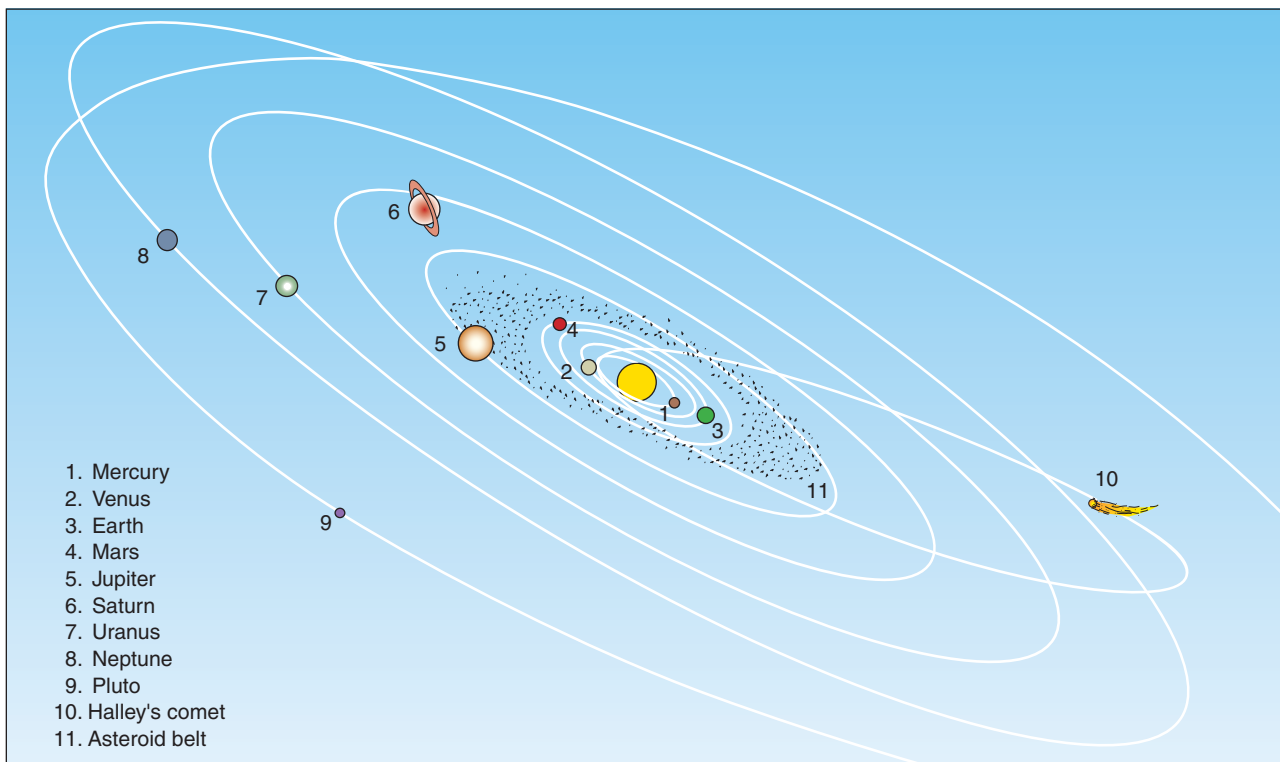 6
8
7
4
5
2
1
3
11
10
9
1. Mercury
2. Venus
3. Earth
4. Mars
5. Jupiter
6. Saturn
7. Uranus
8. Neptune
9. Pluto
10. Halley's comet
11. Asteroid belt